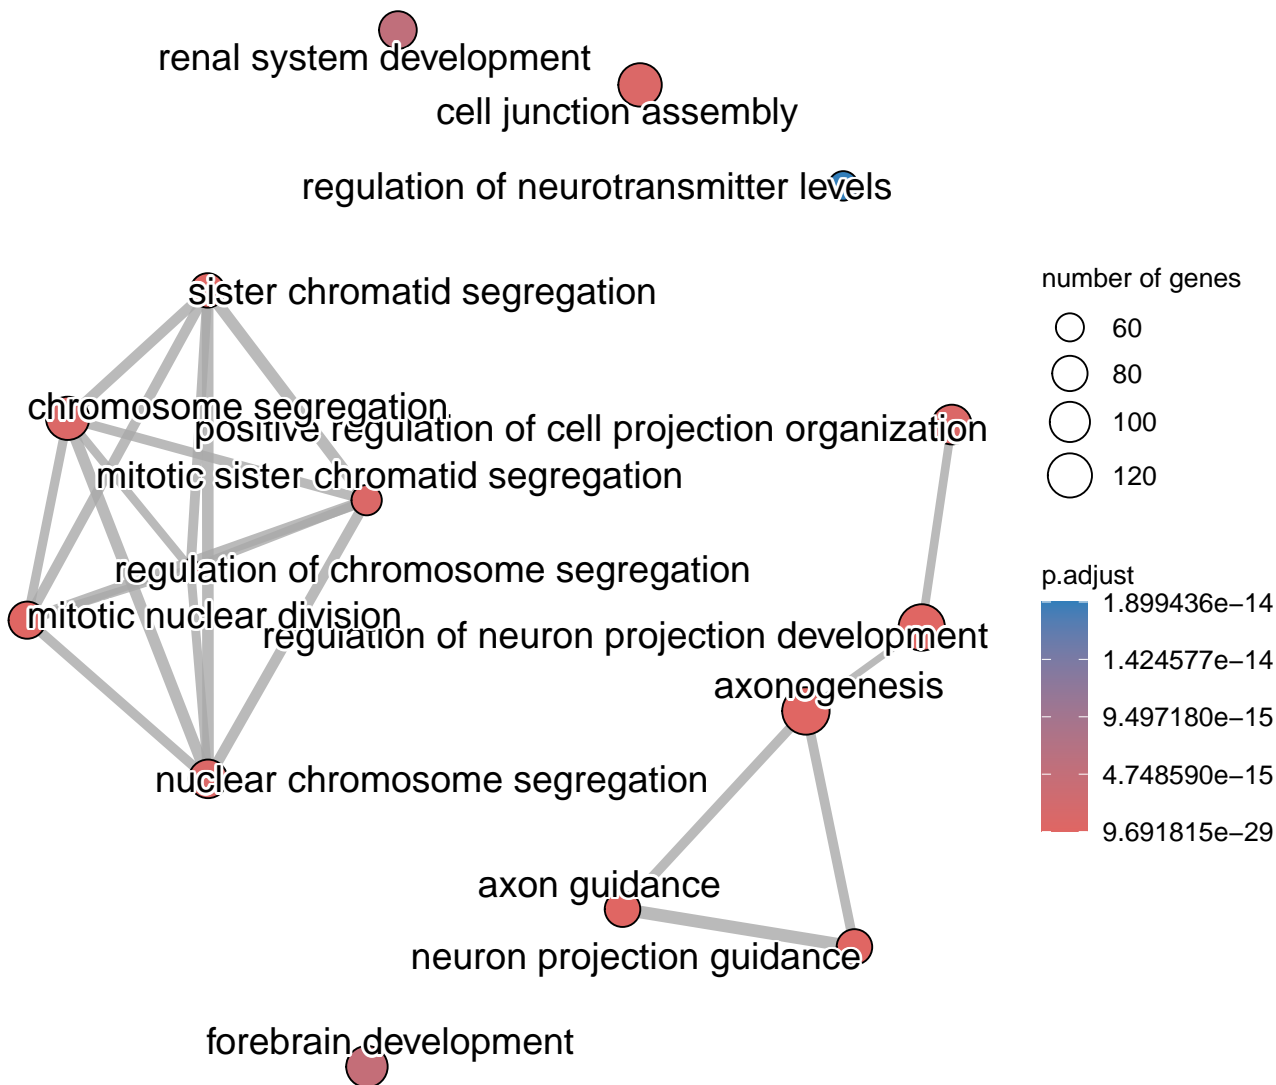 renal system development
cell junction assembly
regulation of neurotransmitter levels
sister chromatid segregation
chromosome segregation
positive regulation of cell projection organization
mitotic sister chromatid segregation
regulation of chromosome segregation
mitotic nuclear division
regulation of neuron projection development
axonogenesis
nuclear chromosome segregation
axon guidance
neuron projection guidance
forebrain development
number of genes
60
80
100
120
p.adjust
1.899436e−14
1.424577e−14
9.497180e−15
4.748590e−15
9.691815e−29